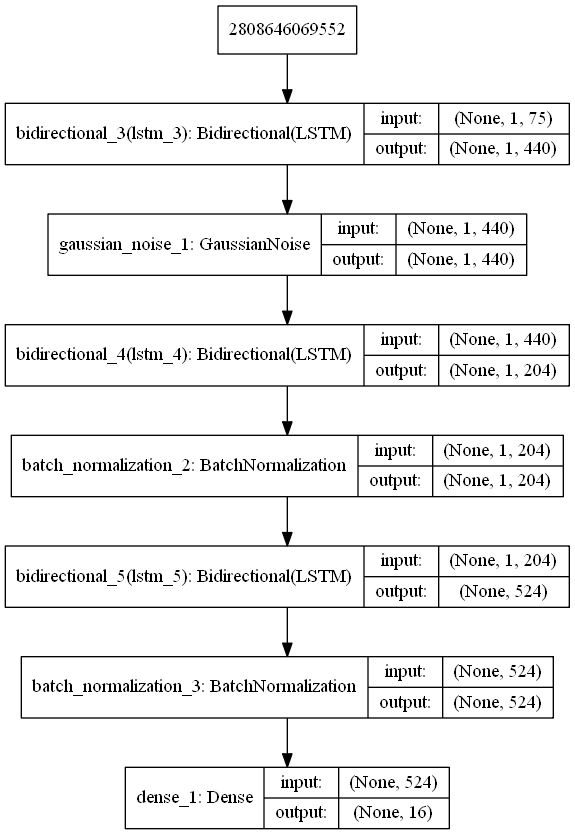 2808646069552
bidirectional_3(lstm_3): Bidirectional(LSTM)
input: (None, 1, 75)
output: (None, 1, 440)
gaussian_noise_1: GaussianNoise
input: (None, 1, 440)
output: (None, 1, 440)
bidirectional_4(lstm_4): Bidirectional(LSTM)
input: (None, 1, 440)
output: (None, 1, 204)
batch_normalization_2: BatchNormalization
input: (None, 1, 204)
output: (None, 1, 204)
bidirectional_5(lstm_5): Bidirectional(LSTM)
input: (None, 1, 204)
output: (None, 524)
batch_normalization_3: BatchNormalization
input: (None, 524)
output: (None, 524)
dense_1: Dense
input: (None, 524)
output: (None, 16)